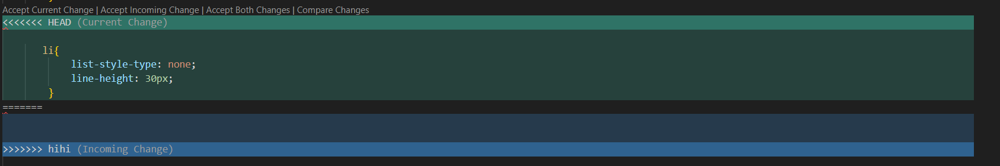 Accept Current Change | Accept Incoming Change | Accept Both Changes | Compare Changes
<<<<<<< HEAD (Current Change)
li{
list-style-type: none;
line-height: 30px;
}
=======
>>>>>>> hihi (Incoming Change)